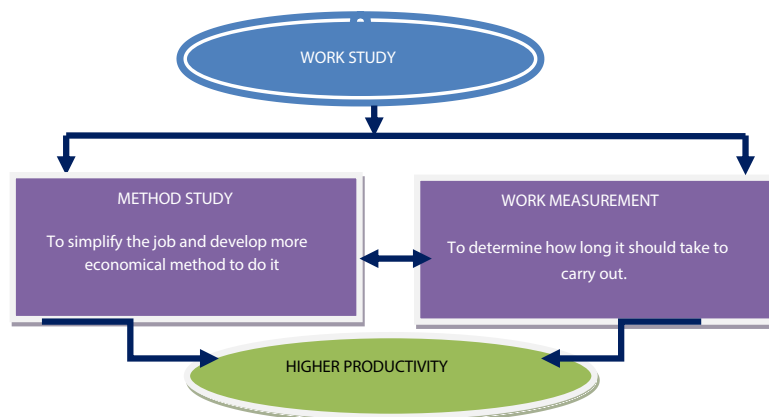 WORK STUDY
METHOD STUDY
To simplify the job and develop more
economical method to do it
WORK MEASUREMENT
To determine how long it should take to
carry out.
HIGHER PRODUCTIVITY